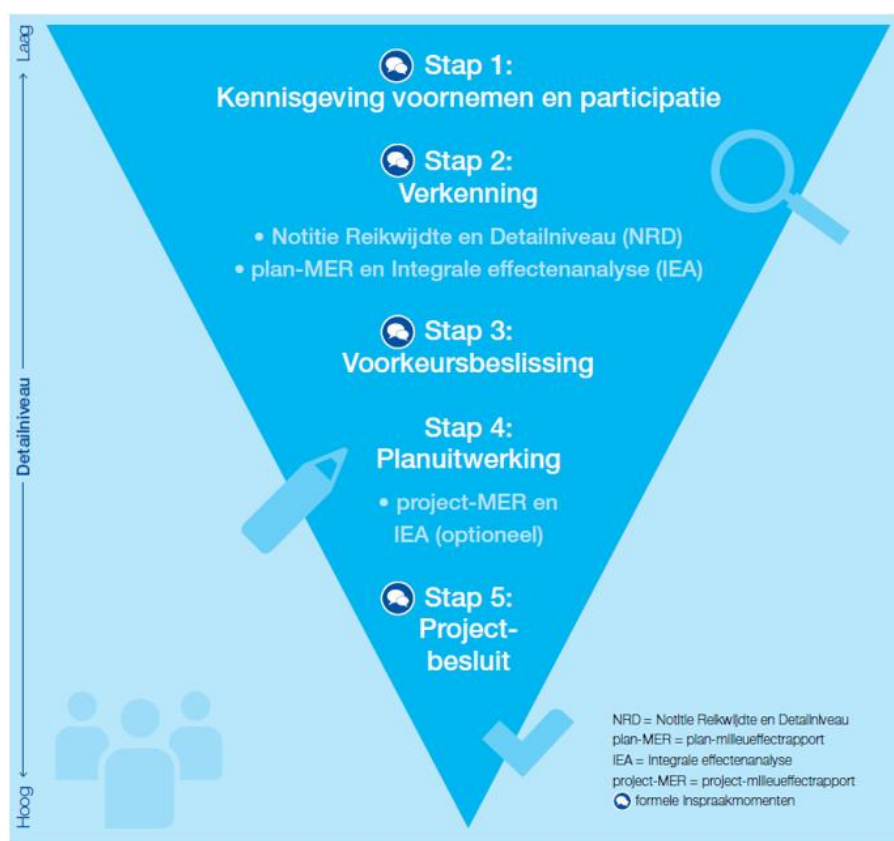 Laag
Detailniveau
Hoog
Stap 1:
Kennisgeving voornemen en participatie
Stap 2:
Verkenning
• Notitie Reikwijdte en Detailniveau (NRD)
• plan-MER en Integrale effectenanalyse (IEA)
Stap 3:
Voorkeursbeslissing
Stap 4:
Planuitwerking
• project-MER en
IEA (optioneel)
Stap 5:
Project-
besluit
NRD = Notitie Reikwijdte en Detailniveau
plan-MER = plan-milieueffectrapport
IEA = Integrale effectenanalyse
project-MER = project-milieueffectrapport
formele inspraakmomenten